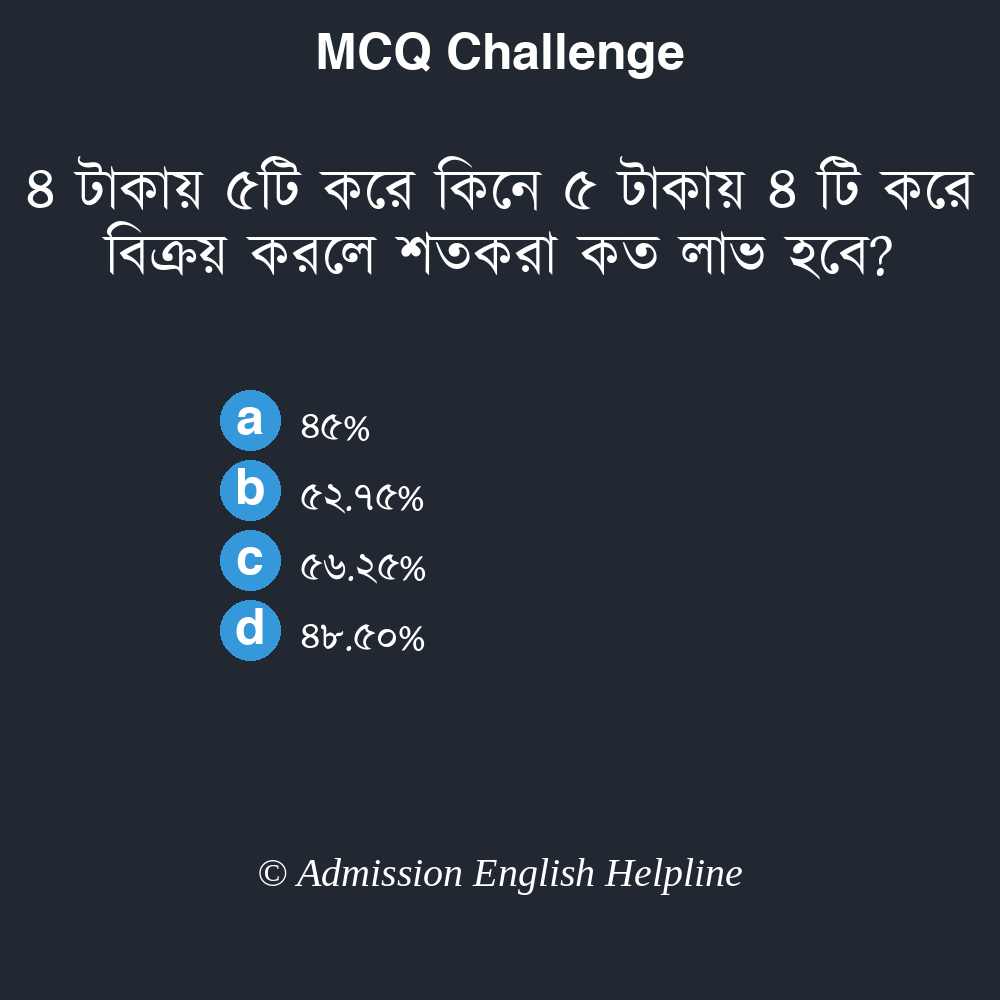 MCQ Challenge
৪ টাকায় ৫টি করে কিনে ৫ টাকায় ৪ টি করে
বিক্রয় করলে শতকরা কত লাভ হবে?
a ৪৫%
b ৫২.৭৫%
c ৫৬.২৫%
d ৪৮.৫০%
© Admission English Helpline